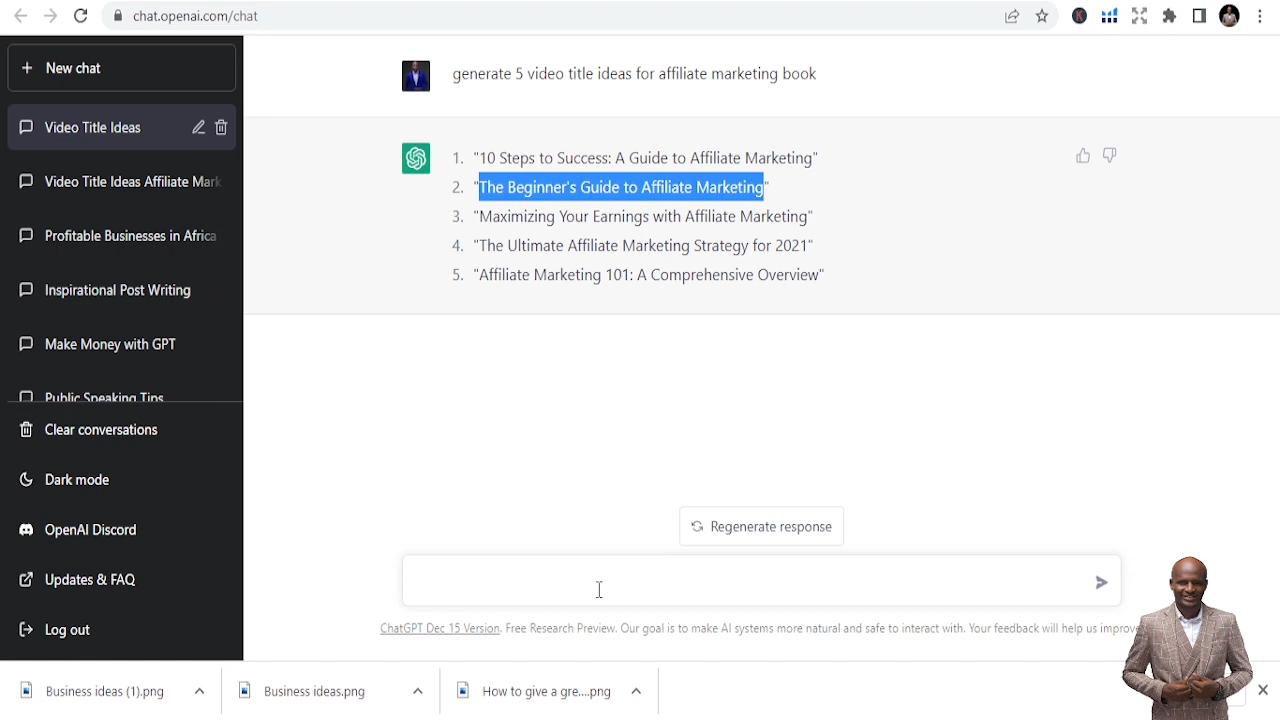 chat.openai.com/chat
New chat
Video Title Ideas
Video Title Ideas Affiliate Mark
Profitable Businesses in Africa
Inspirational Post Writing
Make Money with GPT
Public Speaking Tips
Clear conversations
Dark mode
OpenAI Discord
Updates & FAQ
Log out
generate 5 video title ideas for affiliate marketing book
1. "10 Steps to Success: A Guide to Affiliate Marketing"
2. "The Beginner's Guide to Affiliate Marketing"
3. "Maximizing Your Earnings with Affiliate Marketing"
4. "The Ultimate Affiliate Marketing Strategy for 2021"
5. "Affiliate Marketing 101: A Comprehensive Overview"
Regenerate response
ChatGPT Dec 15 Version. Free Research Preview. Our goal is to make AI systems more natural and safe to interact with. Your feedback will help us improve
Business ideas (1).png
Business ideas.png
How to give a gre....png